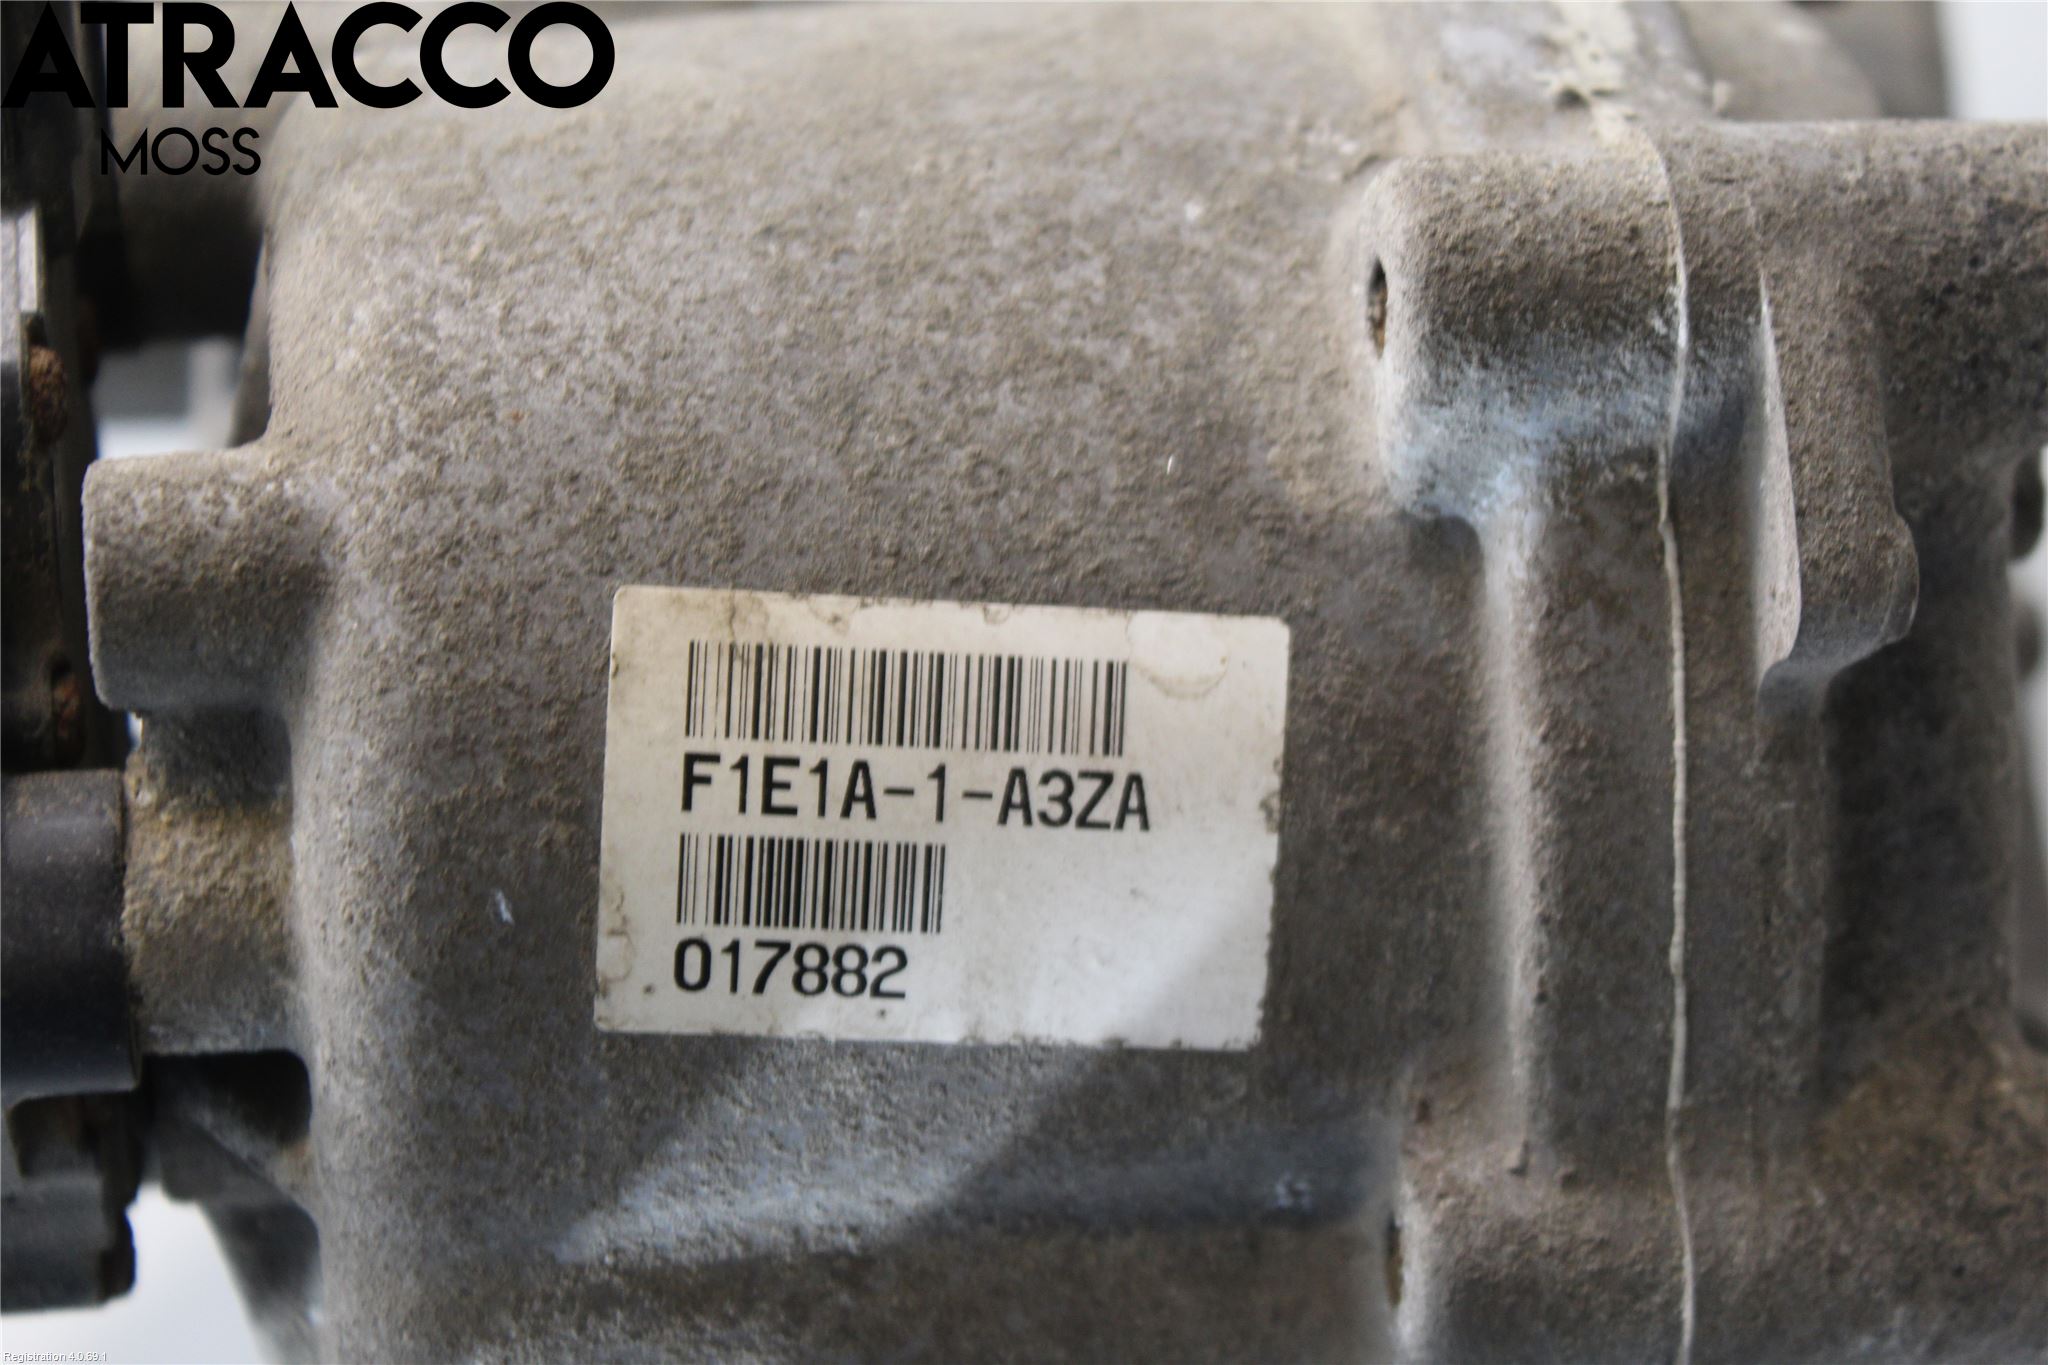 ATRACCO
MOSS
F1E1A-1-A3ZA
017882
Registration 4.0.69.1